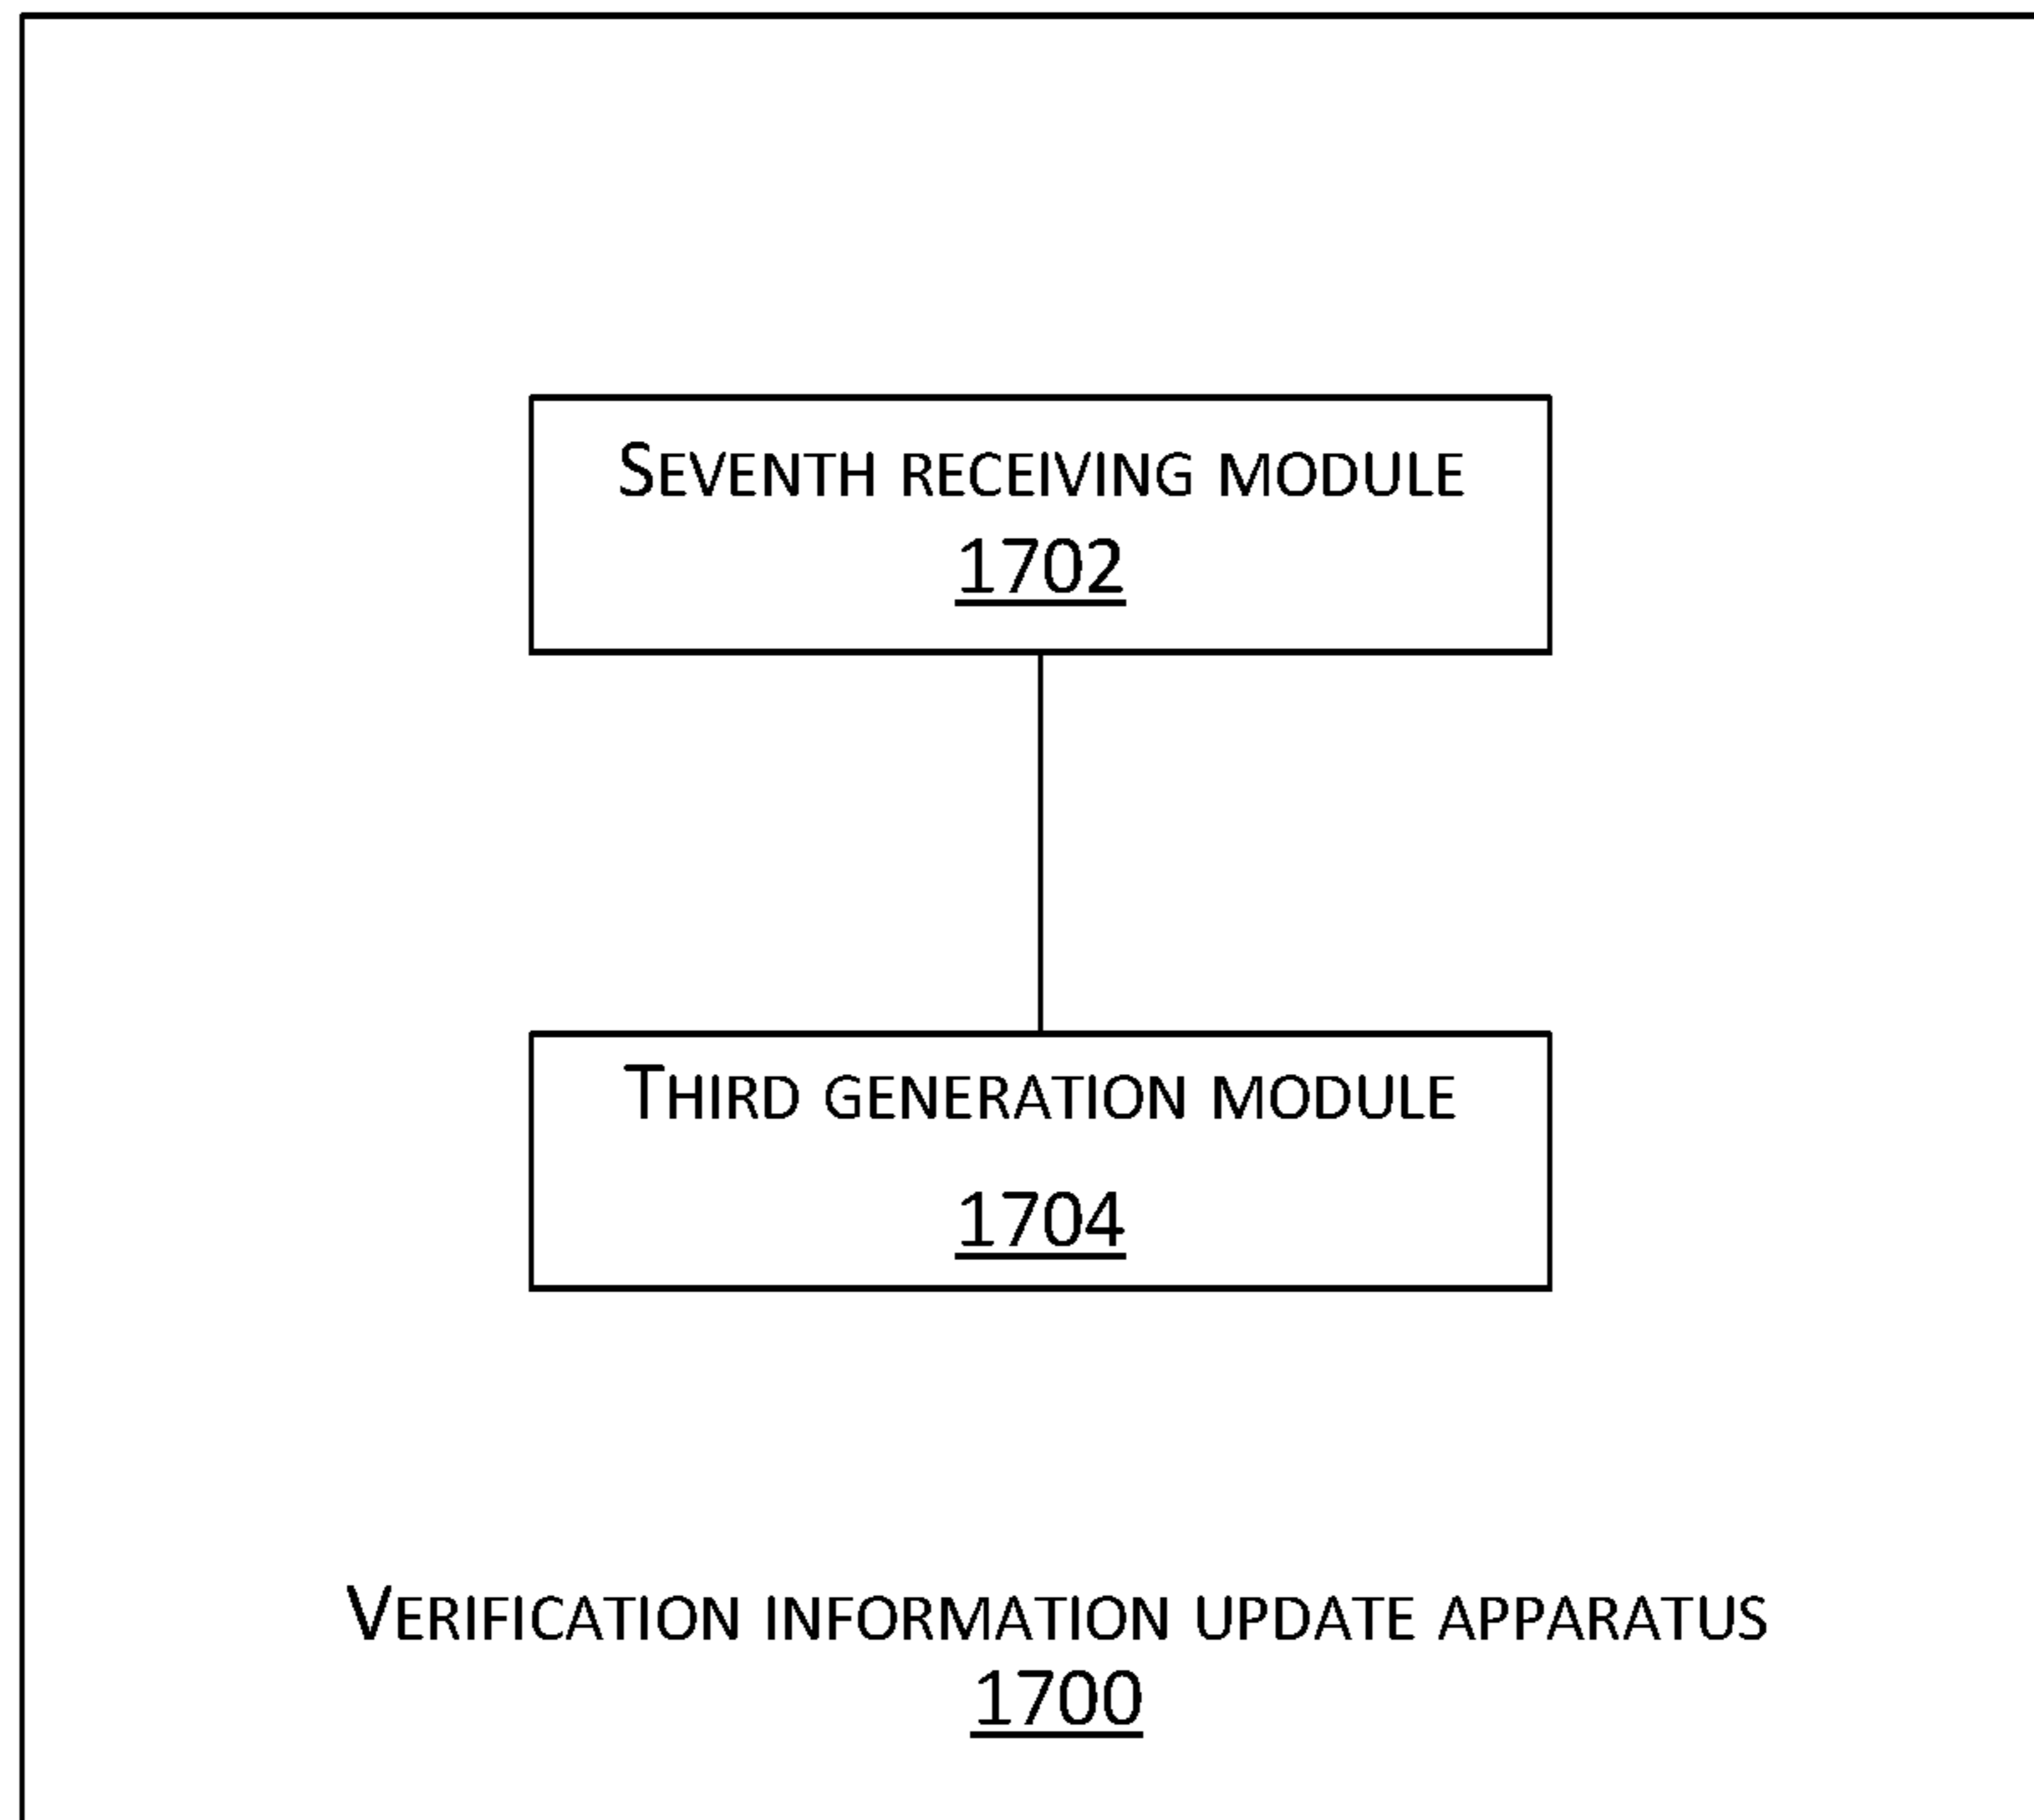 Seventh receiving module
1702
Third generation module
1704
Verification information update apparatus
1700